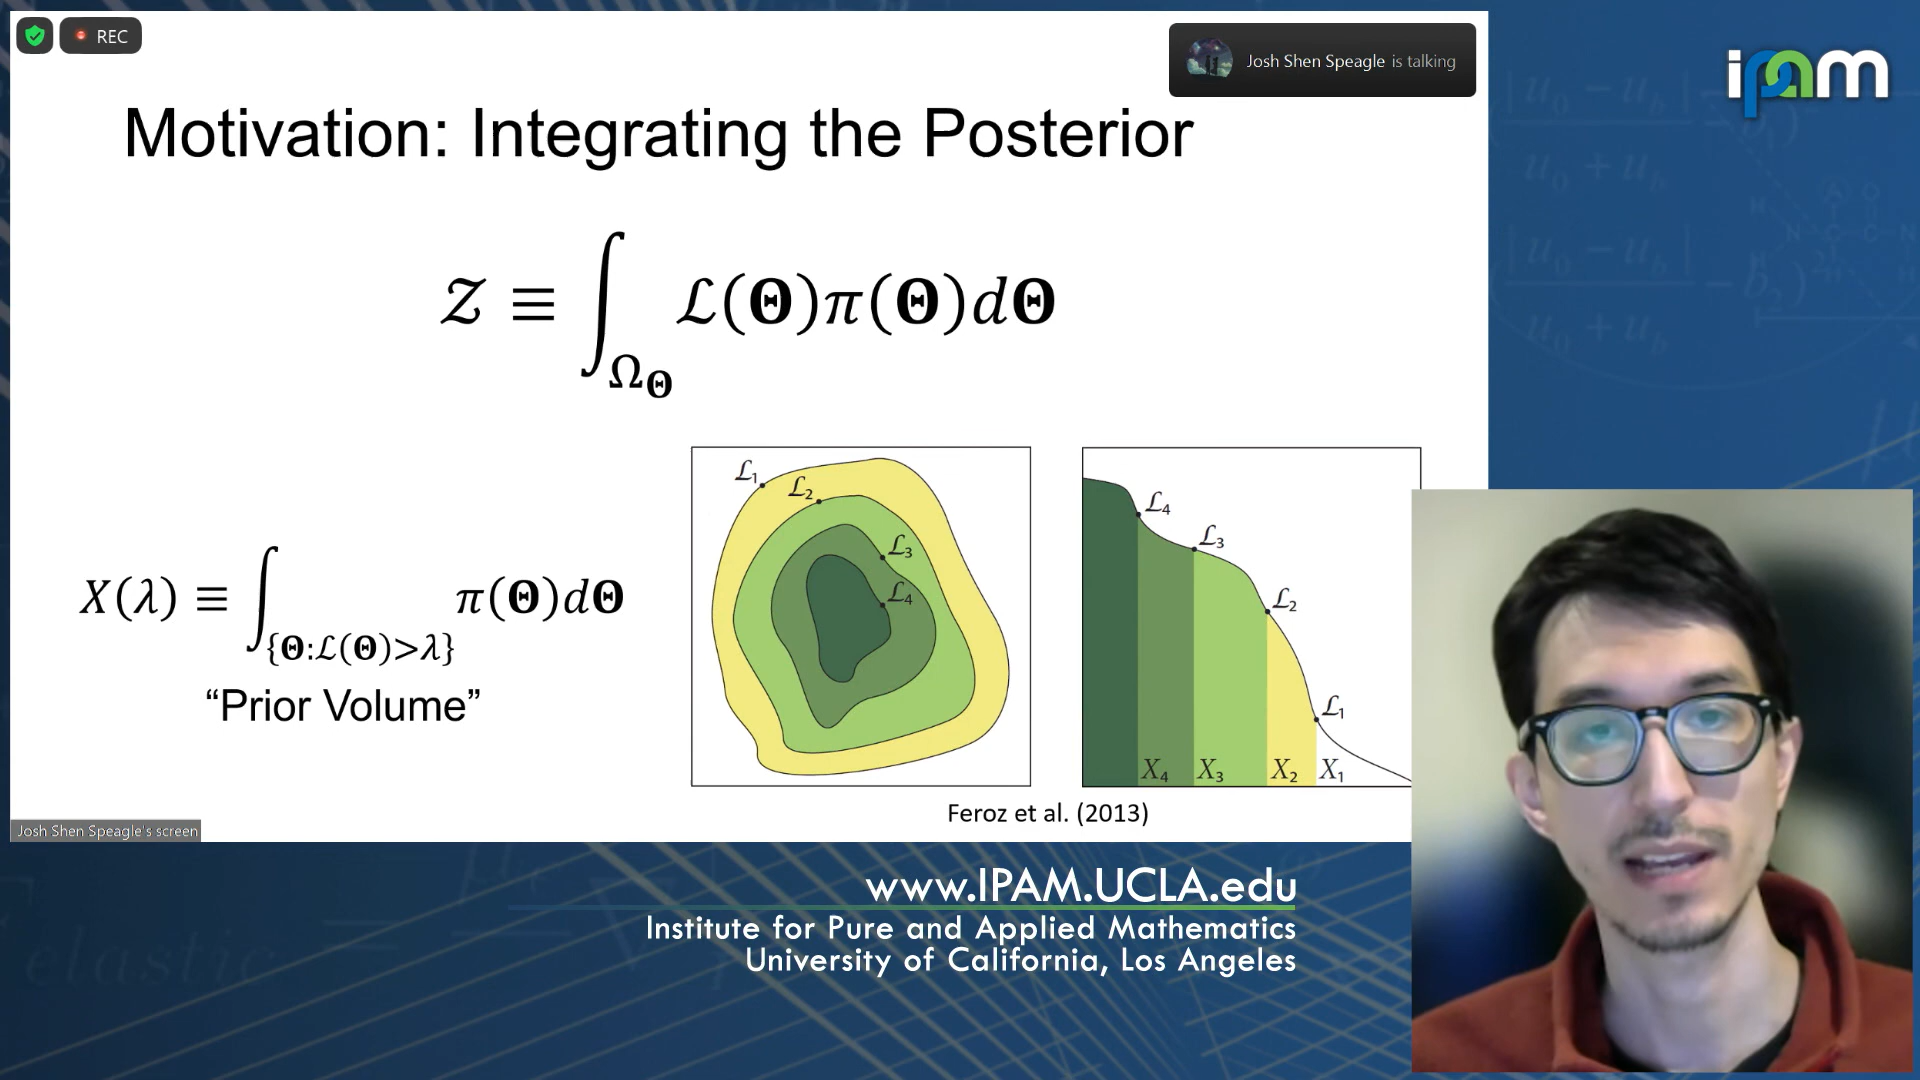 REC
Josh Shen Speagle is talking
ipam
Motivation: Integrating the Posterior
𝒵 ≡ ∫_{Ω_𝚯} ℒ(𝚯)π(𝚯)d𝚯
X(λ) ≡ ∫_{{𝚯:ℒ(𝚯)>λ}} π(𝚯)d𝚯
“Prior Volume”
ℒ₁
ℒ₂
ℒ₃
ℒ₄
ℒ₄
ℒ₃
ℒ₂
ℒ₁
X₄ X₃ X₂ X₁
Feroz et al. (2013)
Josh Shen Speagle's screen
www.IPAM.UCLA.edu
Institute for Pure and Applied Mathematics
University of California, Los Angeles
elastic